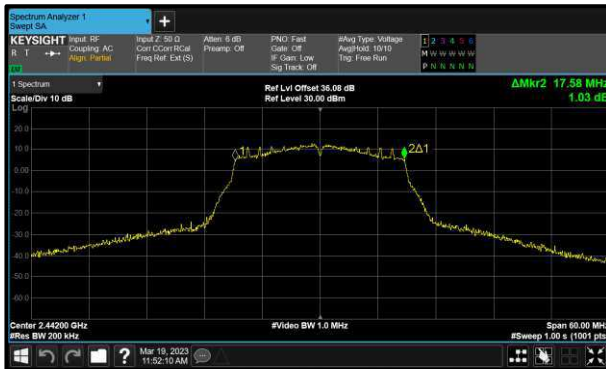 Spectrum Analyzer 1
Swept SA
KEYSIGHT
R T
Input: RF
Coupling: AC
Align: Partial
Input Z: 50 Ω
Corr CCorr RCal
Freq Ref: Ext (S)
Atten: 6 dB
Preamp: Off
PNO: Fast
Gate: Off
IF Gain: Low
Sig Track: Off
#Avg Type: Voltage
Avg|Hold: 10/10
Trig: Free Run
1 2 3 4 5 6
M W W W W W
P N N N N N
1 Spectrum
Scale/Div 10 dB
Ref Lvl Offset 36.08 dB
Ref Level 30.00 dBm
ΔMkr2 17.58 MHz
1.03 dB
Log
20.0
10.0
0.00
-10.0
-20.0
-30.0
-40.0
-50.0
-60.0
1
2Δ1
Center 2.44200 GHz
#Res BW 200 kHz
#Video BW 1.0 MHz
Span 60.00 MHz
#Sweep 1.00 s (1001 pts)
?
Mar 19, 2023
11:52:10 AM